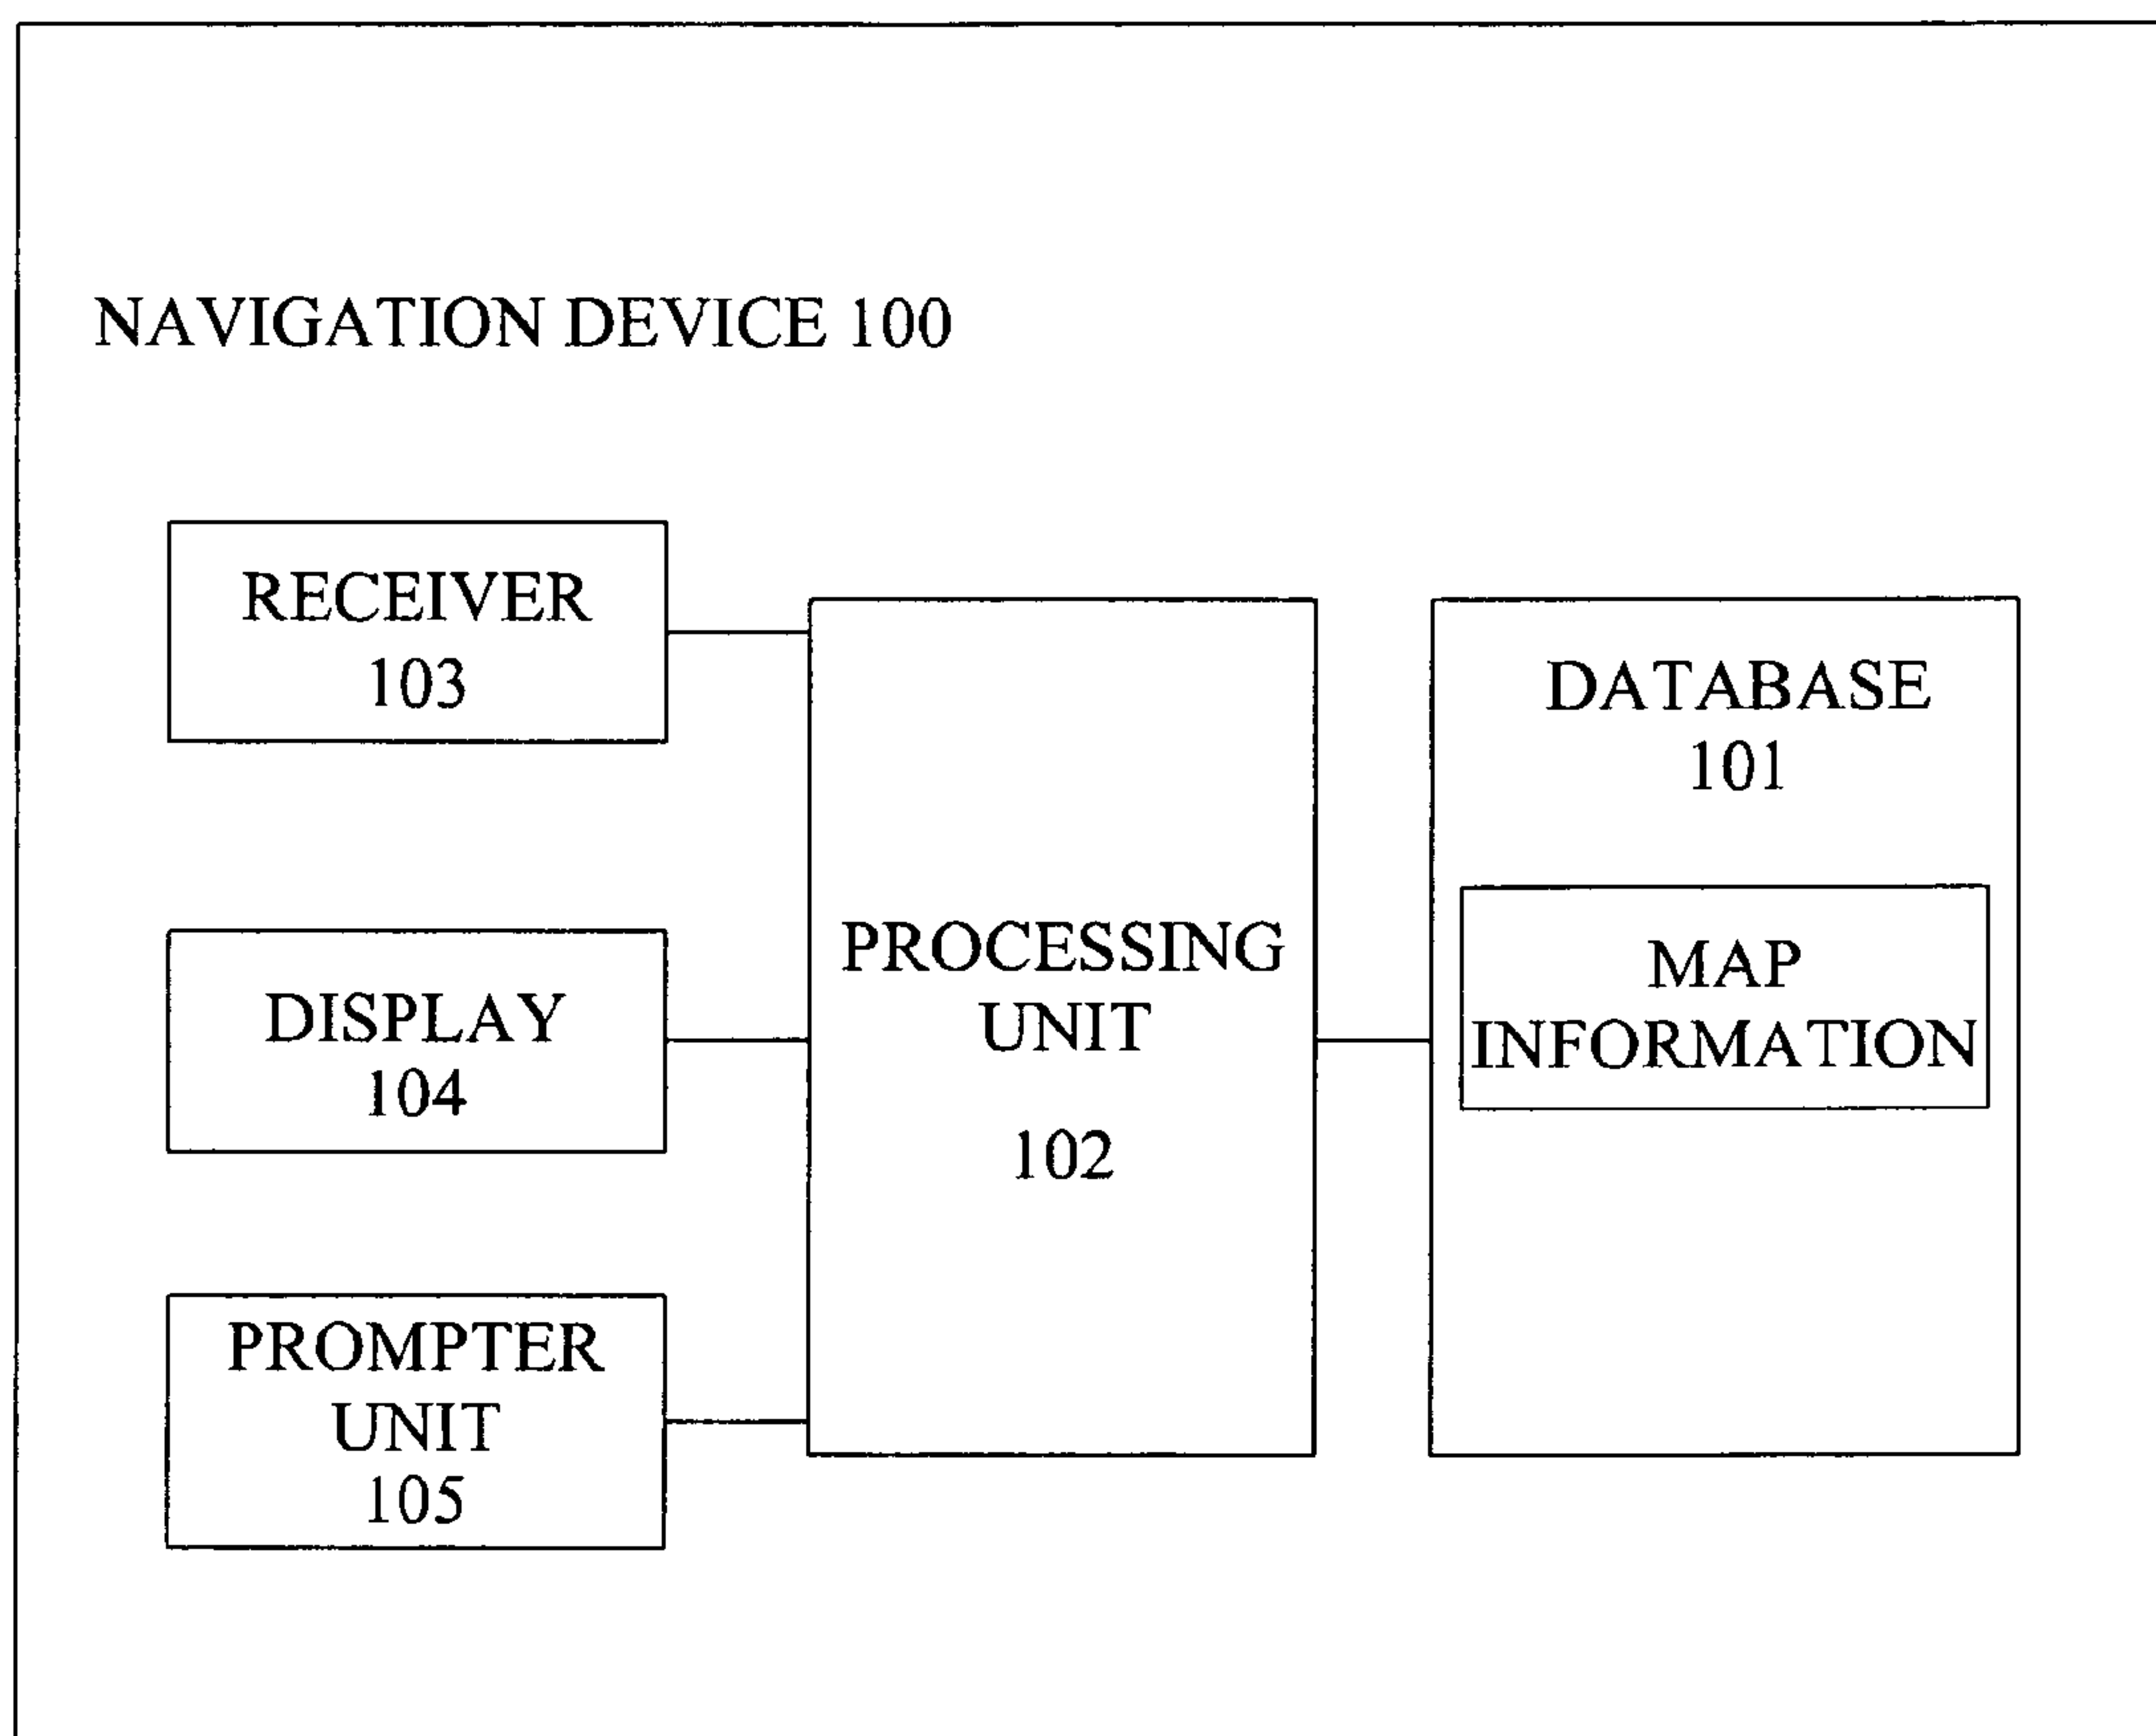 NAVIGATION DEVICE 100
RECEIVER
103
DISPLAY
104
PROMPTER
UNIT
105
PROCESSING
UNIT
102
DATABASE
101
MAP
INFORMATION